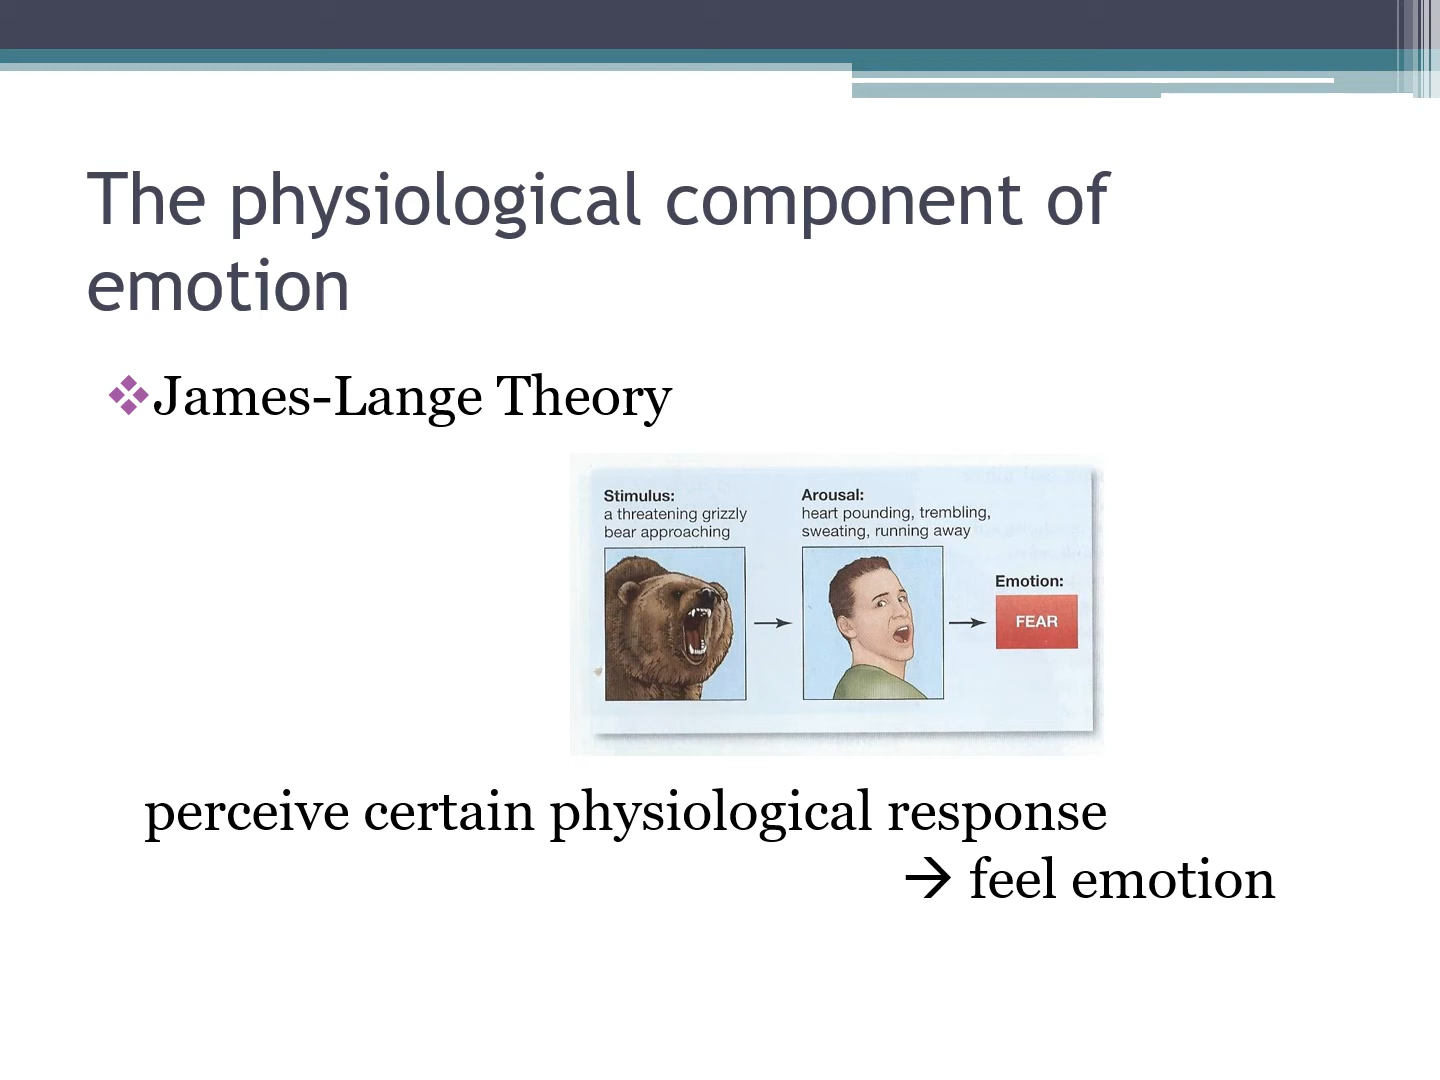 The physiological component of
emotion
❖James-Lange Theory
Stimulus:
a threatening grizzly
bear approaching
Arousal:
heart pounding, trembling,
sweating, running away
Emotion:
FEAR
perceive certain physiological response
→ feel emotion